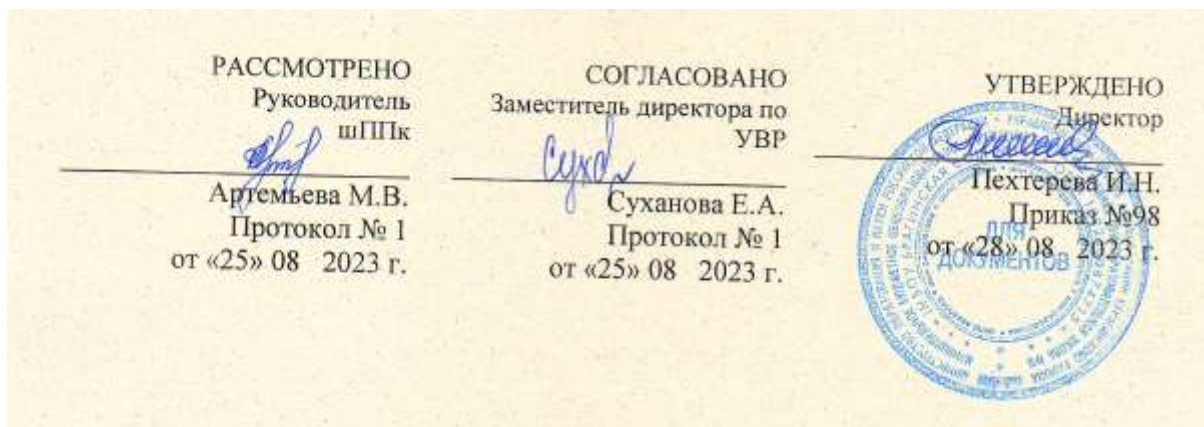 РАССМОТРЕНО
Руководитель
шППк
Артемьева М.В.
Протокол № 1
от «25» 08 2023 г.
СОГЛАСОВАНО
Заместитель директора по
УВР
Сухо
Суханова Е.А.
Протокол № 1
от «25» 08 2023 г.
УТВЕРЖДЕНО
Директор
Пехтерева И.Н.
Приказ №98
от «28» 08 2023 г.
ДЛЯ
ДОКУМЕНТОВ